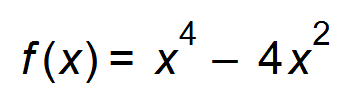 f(x) = x⁴ – 4x²